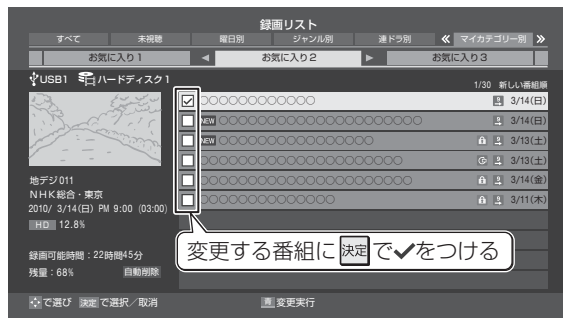 録画リスト
すべて 未視聴 曜日別 ジャンル別 連ドラ別 マイカテゴリー別
お気に入り1 お気に入り2 お気に入り3
USB1 ハードディスク1
1/30 新しい番組順
○○○○○○○○○○○○ 3/14(日)
NEW ○○○○○○○○○○○○○○○○○○○○○ 3/14(日)
NEW ○○○○○○○○○○○○○○○○ 3/13(土)
○○○○○○○○○○○○○○○○○○○○○ 3/13(土)
○○○○○○○○○○○○○○○○○○○○○○ 3/14(金)
○○○○○○○○○○○○○○○○○ 3/11(木)
地デジ011
NHK総合・東京
2010/ 3/14(日) PM 9:00 (03:00)
HD 12.8%
変更する番組に決定で✓をつける
録画可能時間：22時間45分
残量：68% 自動削除
で選び 決定で選択／取消 青 変更実行